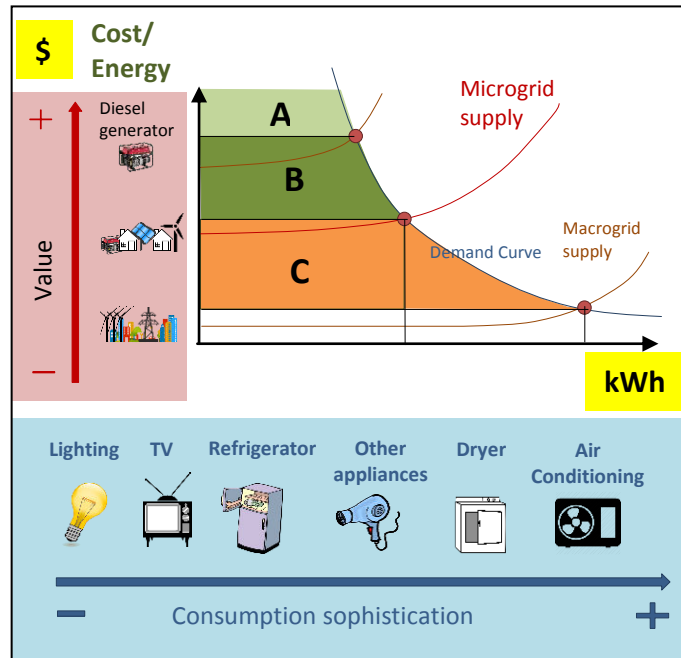 $
Cost/
Energy
+
Diesel
generator
Value
—
A
B
C
Microgrid
supply
Macrogrid
supply
Demand Curve
kWh
Lighting
TV
Refrigerator
Other
appliances
Dryer
Air
Conditioning
−
Consumption sophistication
+